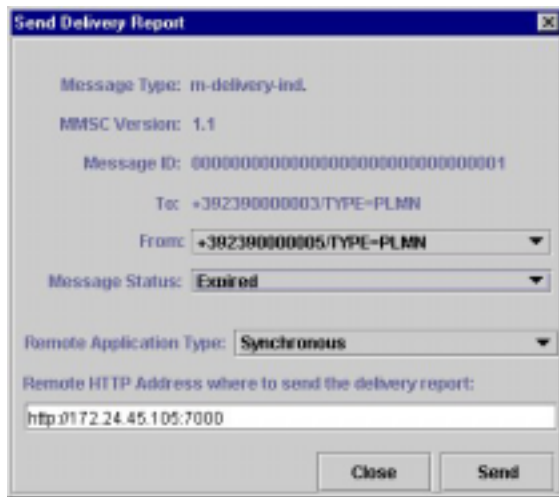 Send Delivery Report
Message Type: m-delivery-ind.
MMSC Version: 1.1
Message ID: 00000000000000000000000000000001
To: +392390000003/TYPE=PLMN
From: +392390000005/TYPE=PLMN
Message Status: Expired
Remote Application Type: Synchronous
Remote HTTP Address where to send the delivery report:
http://172.24.45.105:7000
Close Send